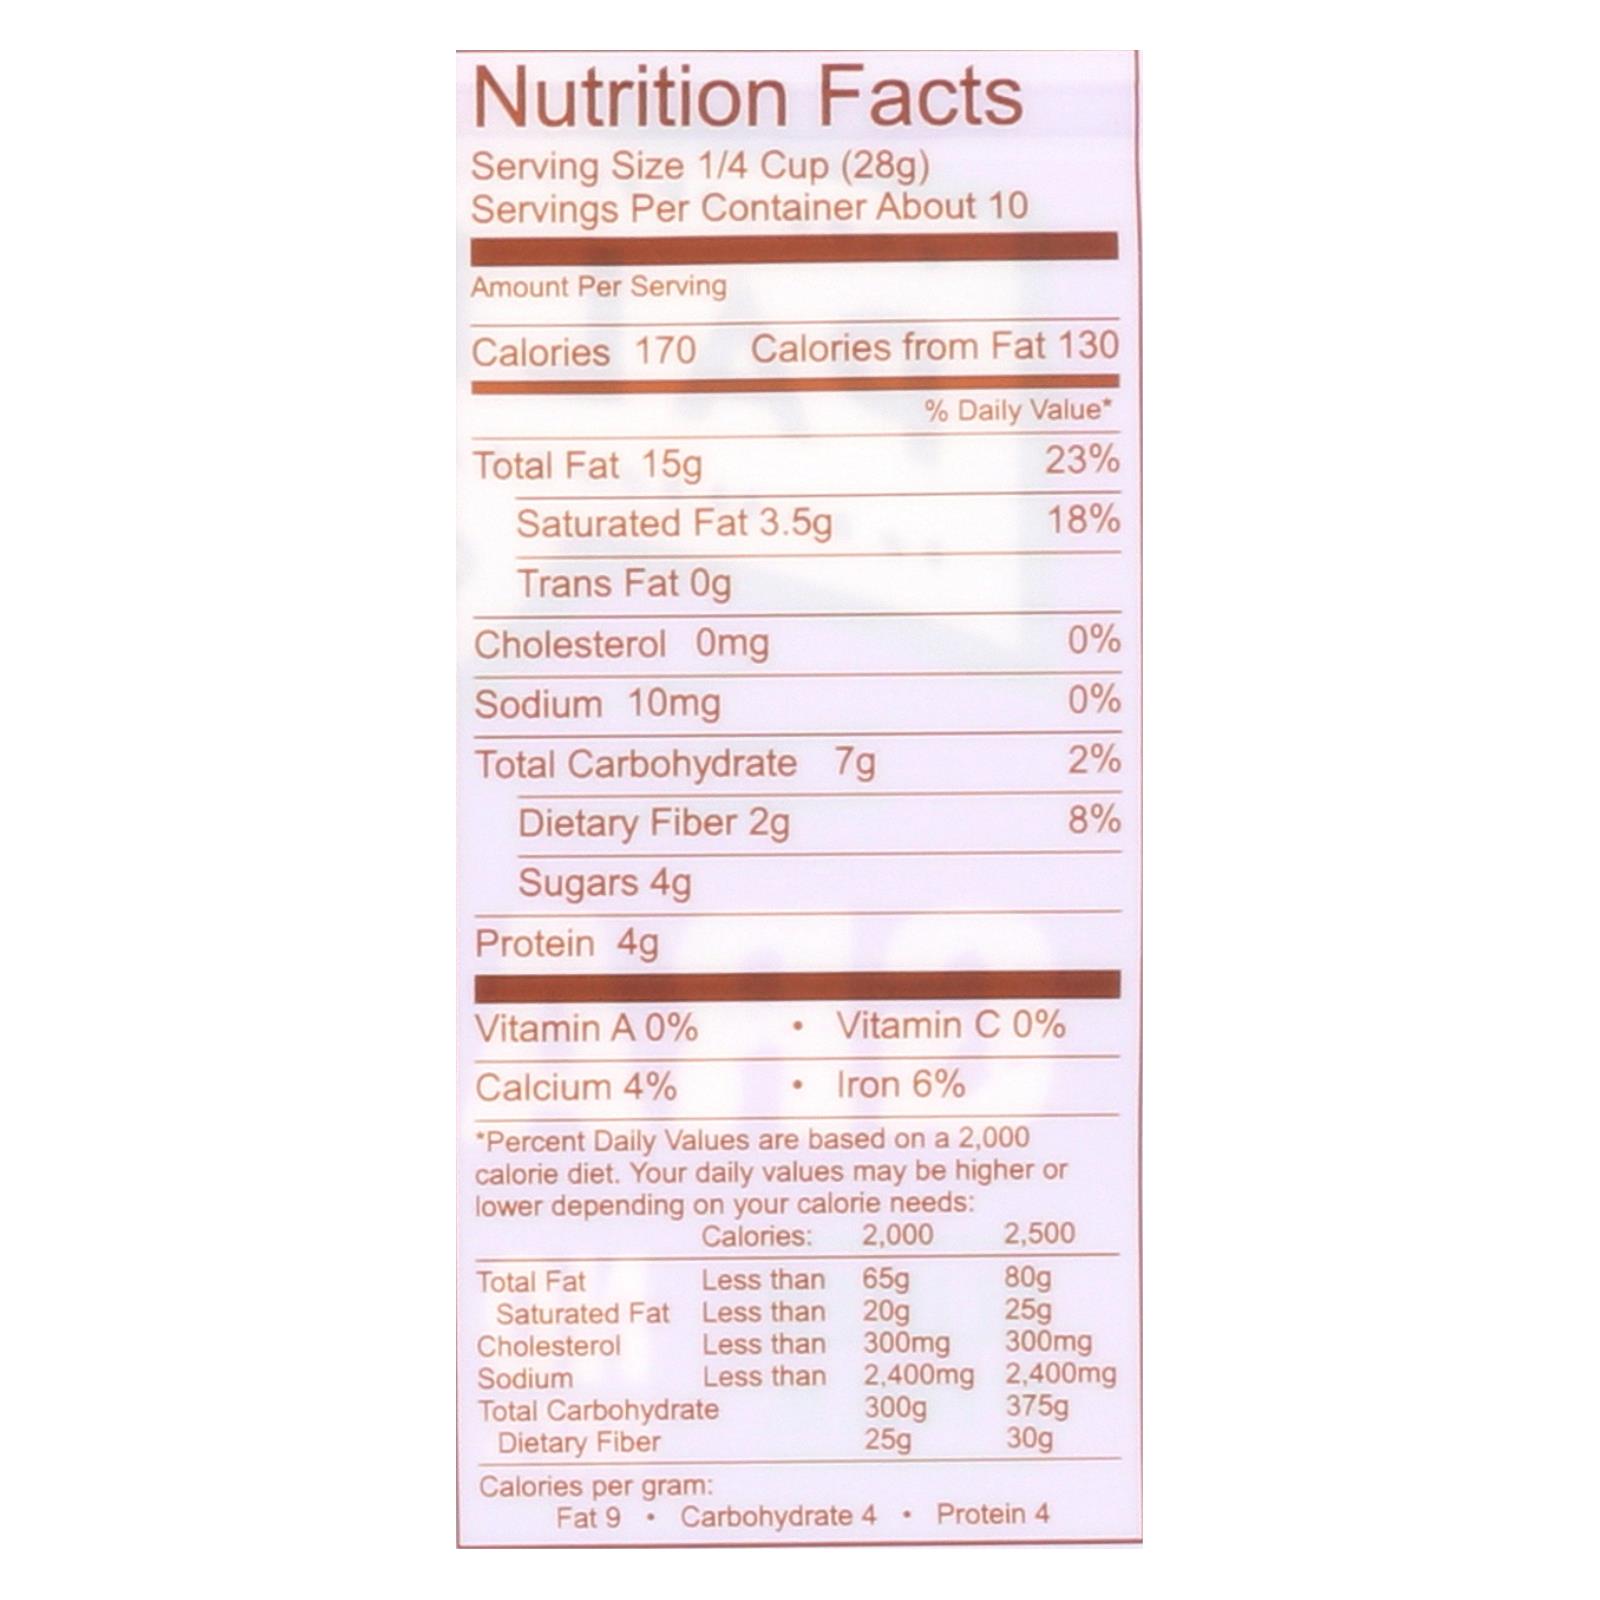 Nutrition Facts
Serving Size 1/4 Cup (28g)
Servings Per Container About 10
Amount Per Serving
Calories 170 Calories from Fat 130
% Daily Value*
Total Fat 15g 23%
Saturated Fat 3.5g 18%
Trans Fat 0g
Cholesterol 0mg 0%
Sodium 10mg 0%
Total Carbohydrate 7g 2%
Dietary Fiber 2g 8%
Sugars 4g
Protein 4g
Vitamin A 0% • Vitamin C 0%
Calcium 4% • Iron 6%
*Percent Daily Values are based on a 2,000
calorie diet. Your daily values may be higher or
lower depending on your calorie needs:
Calories: 2,000 2,500
Total Fat Less than 65g 80g
Saturated Fat Less than 20g 25g
Cholesterol Less than 300mg 300mg
Sodium Less than 2,400mg 2,400mg
Total Carbohydrate 300g 375g
Dietary Fiber 25g 30g
Calories per gram:
Fat 9 • Carbohydrate 4 • Protein 4